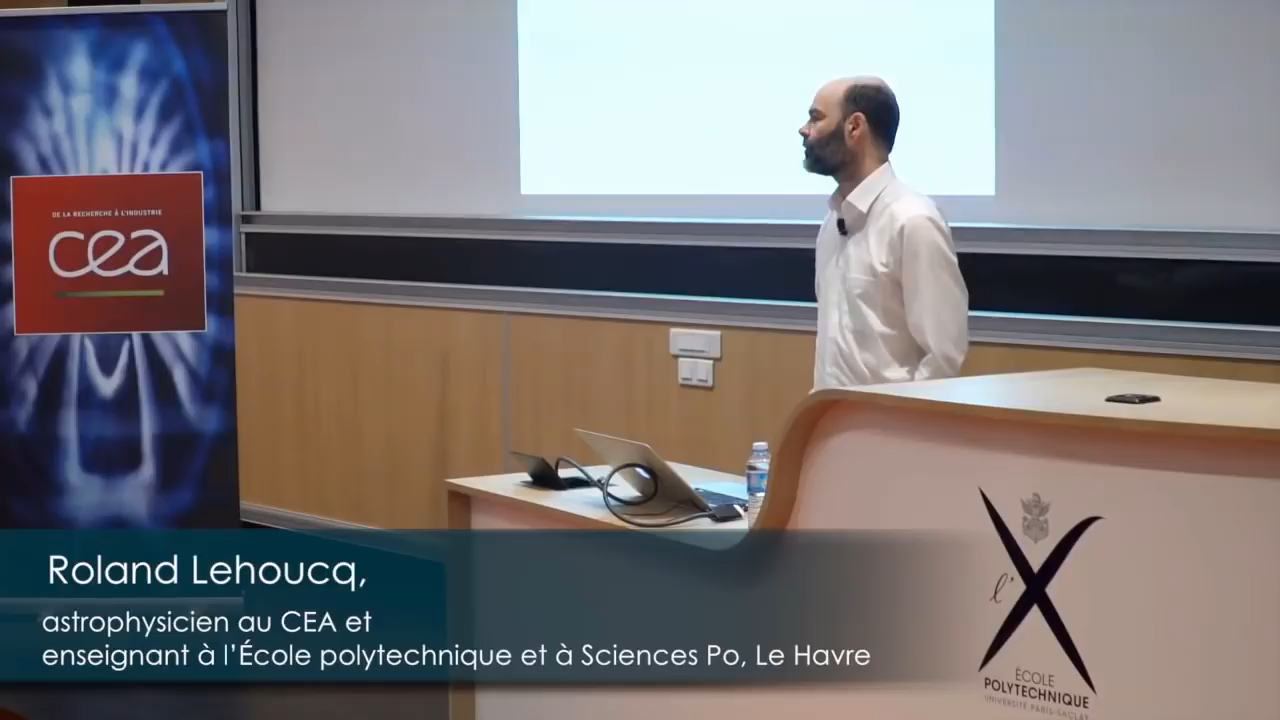 DE LA RECHERCHE À L'INDUSTRIE
cea
Roland Lehoucq,
astrophysicien au CEA et
enseignant à l'École polytechnique et à Sciences Po, Le Havre
l'X
ÉCOLE
POLYTECHNIQUE
UNIVERSITÉ PARIS-SACLAY